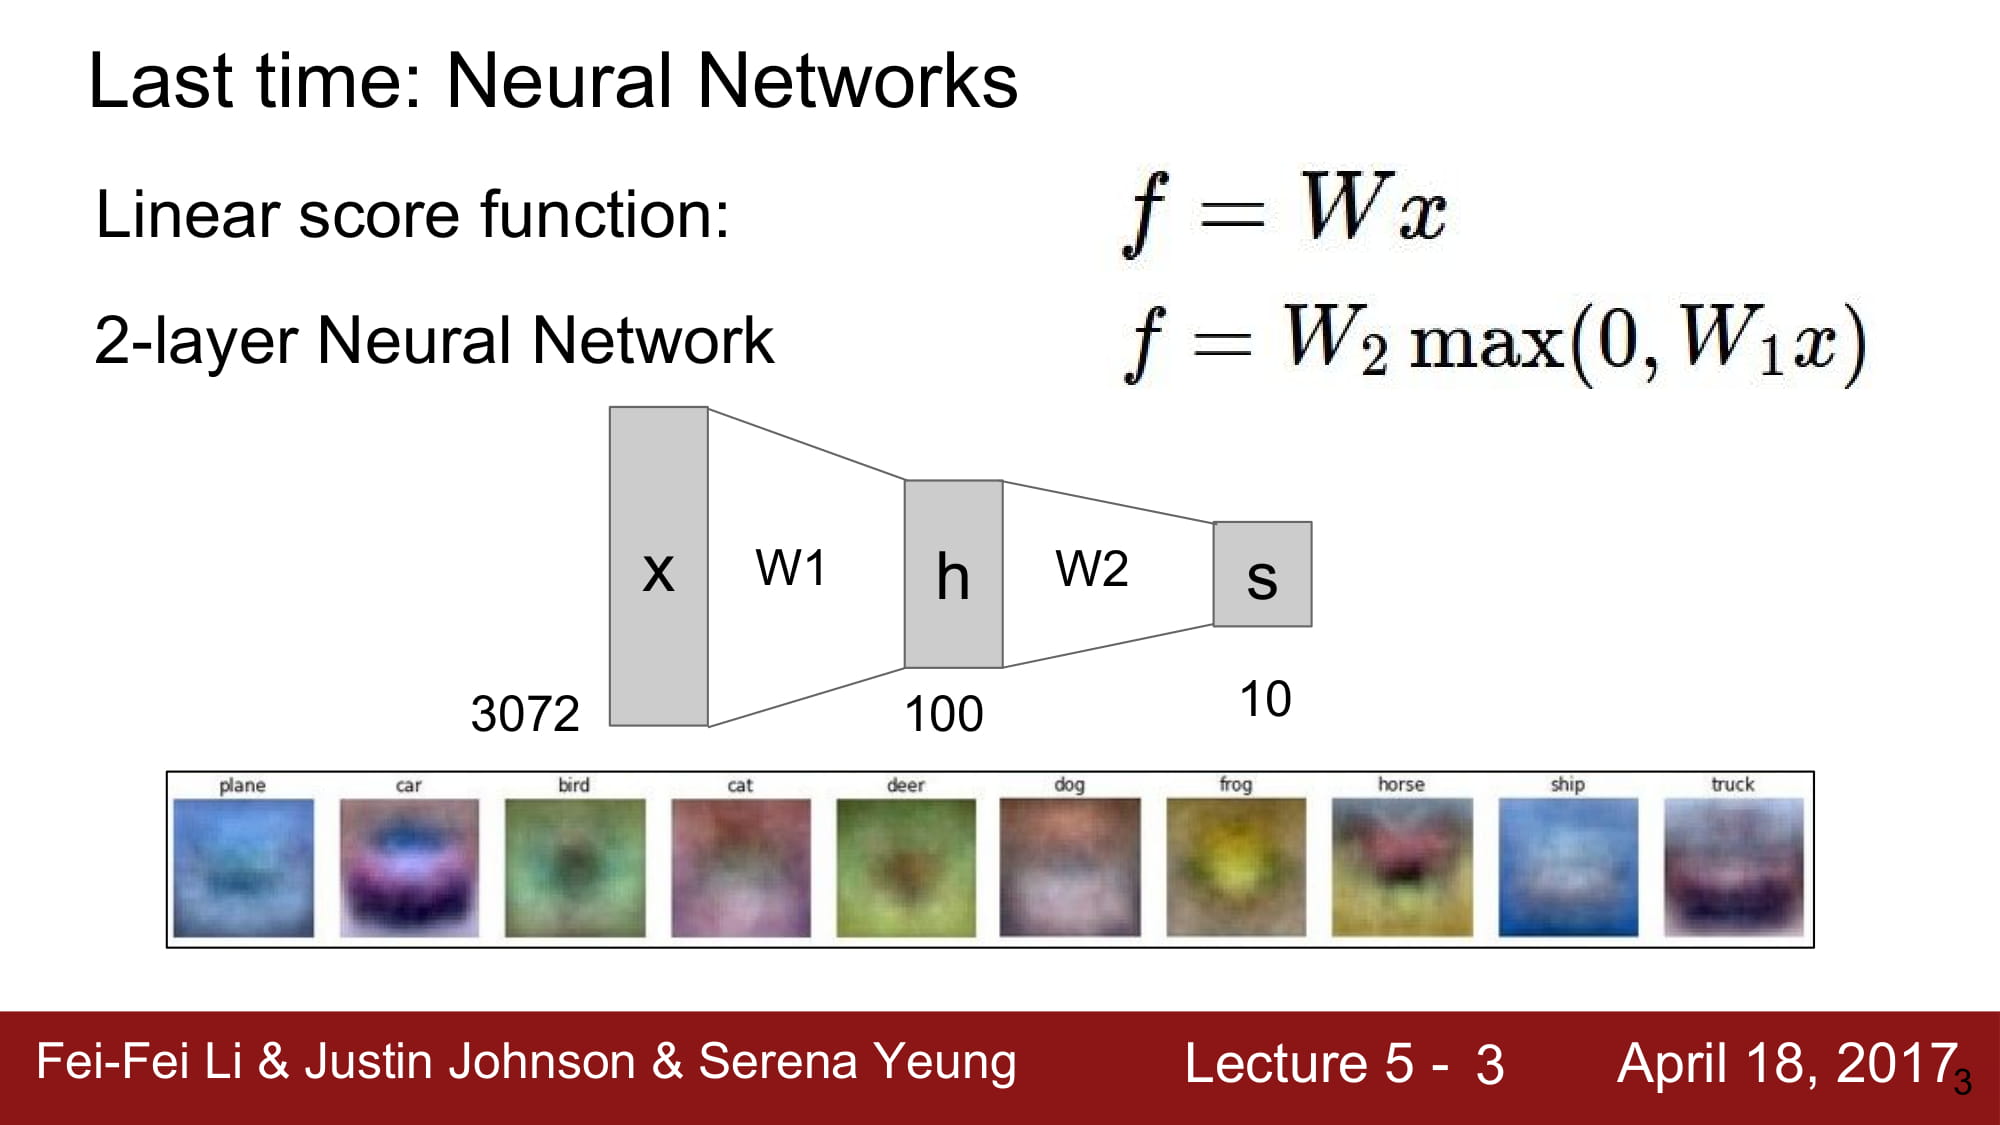 Last time: Neural Networks
Linear score function:
f = Wx
2-layer Neural Network
f = W₂ max(0, W₁x)
x
W1
h
W2
s
3072
100
10
plane car bird cat deer dog frog horse ship truck
Fei-Fei Li & Justin Johnson & Serena Yeung
Lecture 5 - 3
April 18, 2017
3